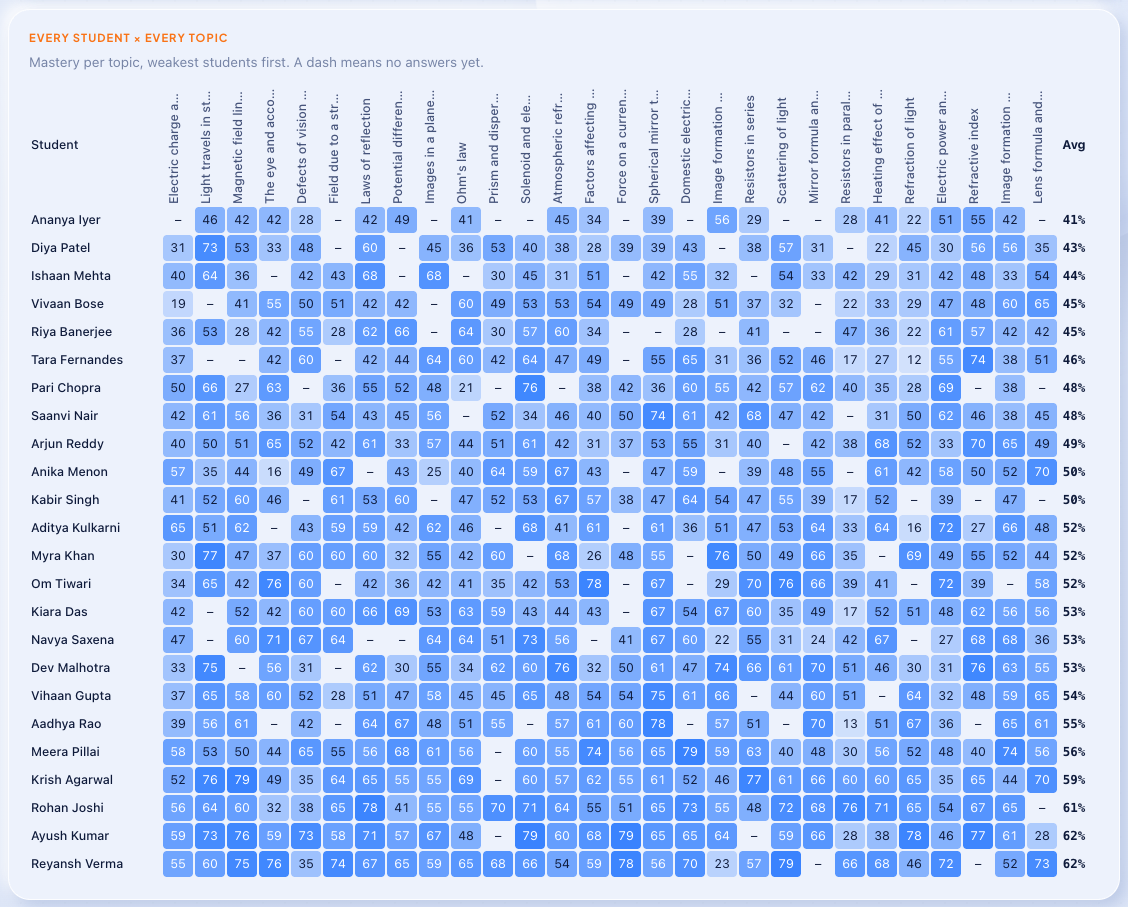 EVERY STUDENT × EVERY TOPIC
Mastery per topic, weakest students first. A dash means no answers yet.
Student Electric charge a... Light travels in st... Magnetic field lin... The eye and acco... Defects of vision ... Field due to a str... Laws of reflection Potential differen... Images in a plane... Ohm's law Prism and disper... Solenoid and ele... Atmospheric refr... Factors affecting ... Force on a curren... Spherical mirror t... Domestic electric... Image formation ... Resistors in series Scattering of light Mirror formula an... Resistors in paral... Heating effect of ... Refraction of light Electric power an... Refractive index Image formation ... Lens formula and... Avg
Ananya Iyer – 46 42 42 28 – 42 49 – 41 – – 45 34 – 39 – 56 29 – – 28 41 22 51 55 42 – 41%
Diya Patel 31 73 53 33 48 – 60 – 45 36 53 40 38 28 39 39 43 – 38 57 31 – 22 45 30 56 56 35 43%
Ishaan Mehta 40 64 36 – 42 43 68 – 68 – 30 45 31 51 – 42 55 32 – 54 33 42 29 31 42 48 33 54 44%
Vivaan Bose 19 – 41 55 50 51 42 42 – 60 49 53 53 54 49 49 28 51 37 32 – 22 33 29 47 48 60 65 45%
Riya Banerjee 36 53 28 42 55 28 62 66 – 64 30 57 60 34 – – 28 – 41 – – 47 36 22 61 57 42 42 45%
Tara Fernandes 37 – – 42 60 – 42 44 64 60 42 64 47 49 – 55 65 31 36 52 46 17 27 12 55 74 38 51 46%
Pari Chopra 50 66 27 63 – 36 55 52 48 21 – 76 – 38 42 36 60 55 42 57 62 40 35 28 69 – 38 – 48%
Saanvi Nair 42 61 56 36 31 54 43 45 56 – 52 34 46 40 50 74 61 42 68 47 42 – 31 50 62 46 38 45 48%
Arjun Reddy 40 50 51 65 52 42 61 33 57 44 51 61 42 31 37 53 55 31 40 – 42 38 68 52 33 70 65 49 49%
Anika Menon 57 35 44 16 49 67 – 43 25 40 64 59 67 43 – 47 59 – 39 48 55 – 61 42 58 50 52 70 50%
Kabir Singh 41 52 60 46 – 61 53 60 – 47 52 53 67 57 38 47 64 54 47 55 39 17 52 – 39 – 47 – 50%
Aditya Kulkarni 65 51 62 – 43 59 59 42 62 46 – 68 41 61 – 61 36 51 47 53 64 33 64 16 72 27 66 48 52%
Myra Khan 30 77 47 37 60 60 60 32 55 42 60 – 68 26 48 55 – 76 50 49 66 35 – 69 49 55 52 44 52%
Om Tiwari 34 65 42 76 60 – 42 36 42 41 35 42 53 78 – 67 – 29 70 76 66 39 41 – 72 39 – 58 52%
Kiara Das 42 – 52 42 60 60 66 69 53 63 59 43 44 43 – 67 54 67 60 35 49 17 52 51 48 62 56 56 53%
Navya Saxena 47 – 60 71 67 64 – – 64 64 51 73 56 – 41 67 60 22 55 31 24 42 67 – 27 68 68 36 53%
Dev Malhotra 33 75 – 56 31 – 62 30 55 34 62 60 76 32 50 61 47 74 66 61 70 51 46 30 31 76 63 55 53%
Vihaan Gupta 37 65 58 60 52 28 51 47 58 45 45 65 48 54 54 75 61 66 – 44 60 51 – 64 32 48 59 65 54%
Aadhya Rao 39 56 61 – 42 – 64 67 48 51 55 – 57 61 60 78 – 57 51 – 70 13 51 67 36 – 65 61 55%
Meera Pillai 58 53 50 44 65 55 56 68 61 56 – 60 55 74 56 65 79 59 63 40 48 30 56 52 48 40 74 56 56%
Krish Agarwal 52 76 79 49 35 64 65 55 55 69 – 60 57 62 55 61 52 46 77 61 66 60 60 65 35 65 44 70 59%
Rohan Joshi 56 64 60 32 38 65 78 41 55 55 70 71 64 55 51 65 73 55 48 72 68 76 71 65 54 67 65 – 61%
Ayush Kumar 59 73 76 59 73 58 71 57 67 48 – 79 60 68 79 65 65 64 – 59 66 28 38 78 46 77 61 28 62%
Reyansh Verma 55 60 75 76 35 74 67 65 59 65 68 66 54 59 78 56 70 23 57 79 – 66 68 46 72 – 52 73 62%